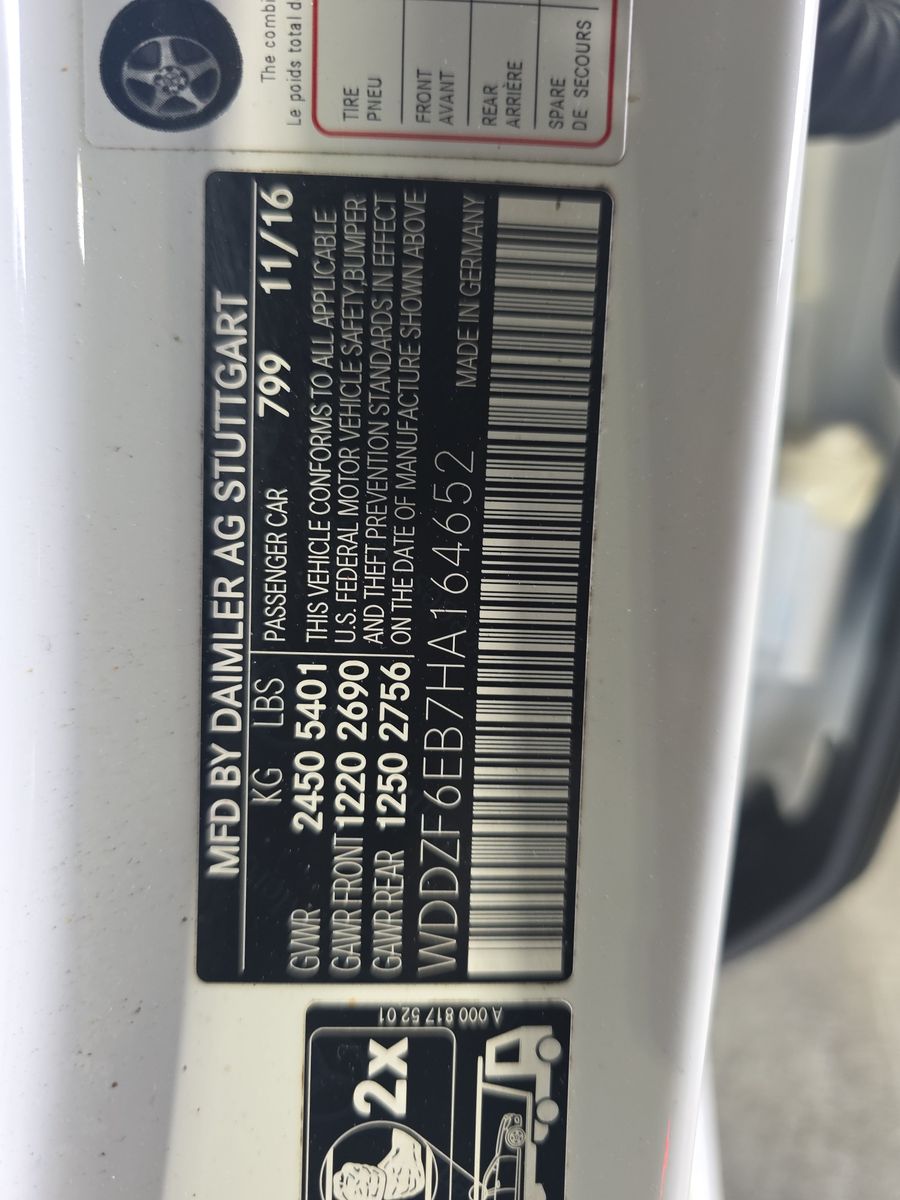 The combi
Le poids total d
TIRE
PNEU
FRONT
AVANT
REAR
ARRIÈRE
SPARE
DE SECOURS
MFD BY DAIMLER AG STUTTGART
KG LBS PASSENGER CAR 799 11/16
GVWR 2450 5401
GAWR FRONT 1220 2690
GAWR REAR 1250 2756
THIS VEHICLE CONFORMS TO ALL APPLICABLE
U.S. FEDERAL MOTOR VEHICLE SAFETY,BUMPER
AND THEFT PREVENTION STANDARDS IN EFFECT
ON THE DATE OF MANUFACTURE SHOWN ABOVE
WDDZF6EB7HA164652 MADE IN GERMANY
A 000 817 52 01
2x